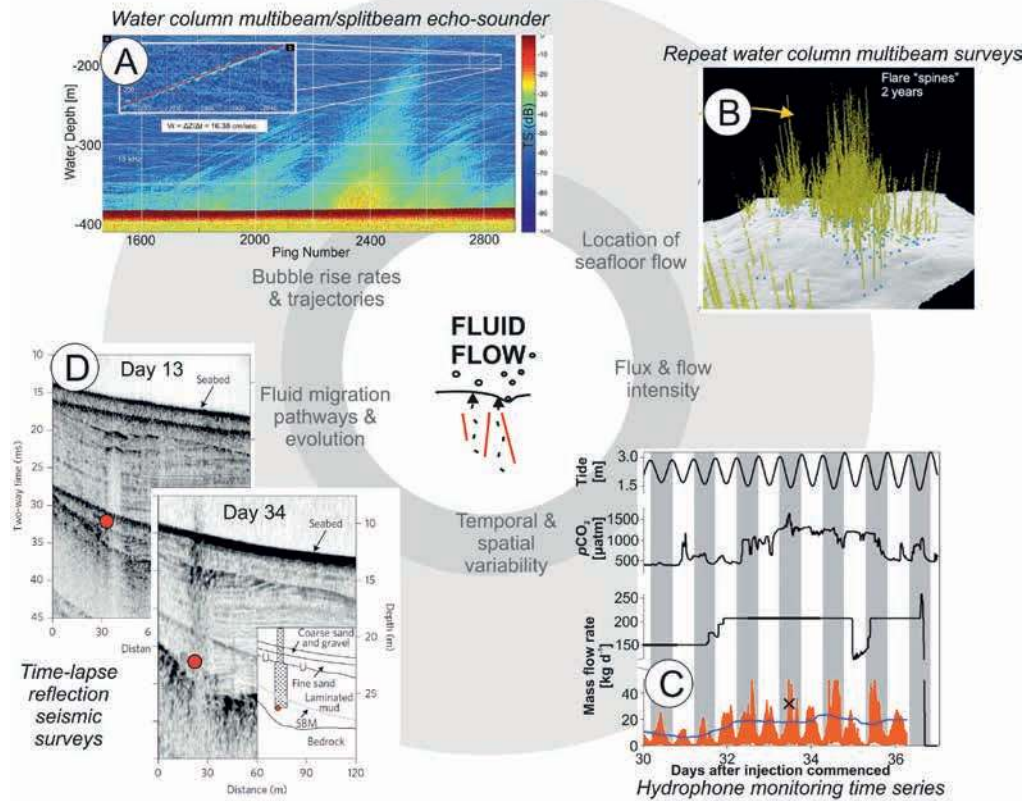 Water column multibeam/splitbeam echo-sounder
A
Vr = ΔZ/Δt = 16.38 cm/sec
Water Depth [m]
-200
-300
-400
TS (dB)
1600
2000
2400
2800
Ping Number
Repeat water column multibeam surveys
B
Flare "spines"
2 years
Bubble rise rates
& trajectories
Location of
seafloor flow
FLUID
FLOW
Fluid migration
pathways &
evolution
Flux & flow
intensity
Temporal &
spatial
variability
D
Day 13
Seabed
Two-way time (ms)
10
15
20
25
30
35
40
45
0
30
Day 34
Seabed
Depth (m)
10
15
20
25
Coarse sand
and gravel
Fine sand
Laminated
mud
SBM
Bedrock
0
30
60
90
120
Distance (m)
Time-lapse
reflection
seismic
surveys
C
Tide
[m]
3.0
1.5
pCO₂
[µatm]
1500
1000
500
Mass flow rate
[kg d⁻¹]
250
200
150
40
20
0
30
31
32
33
34
35
36
Days after injection commenced
Hydrophone monitoring time series